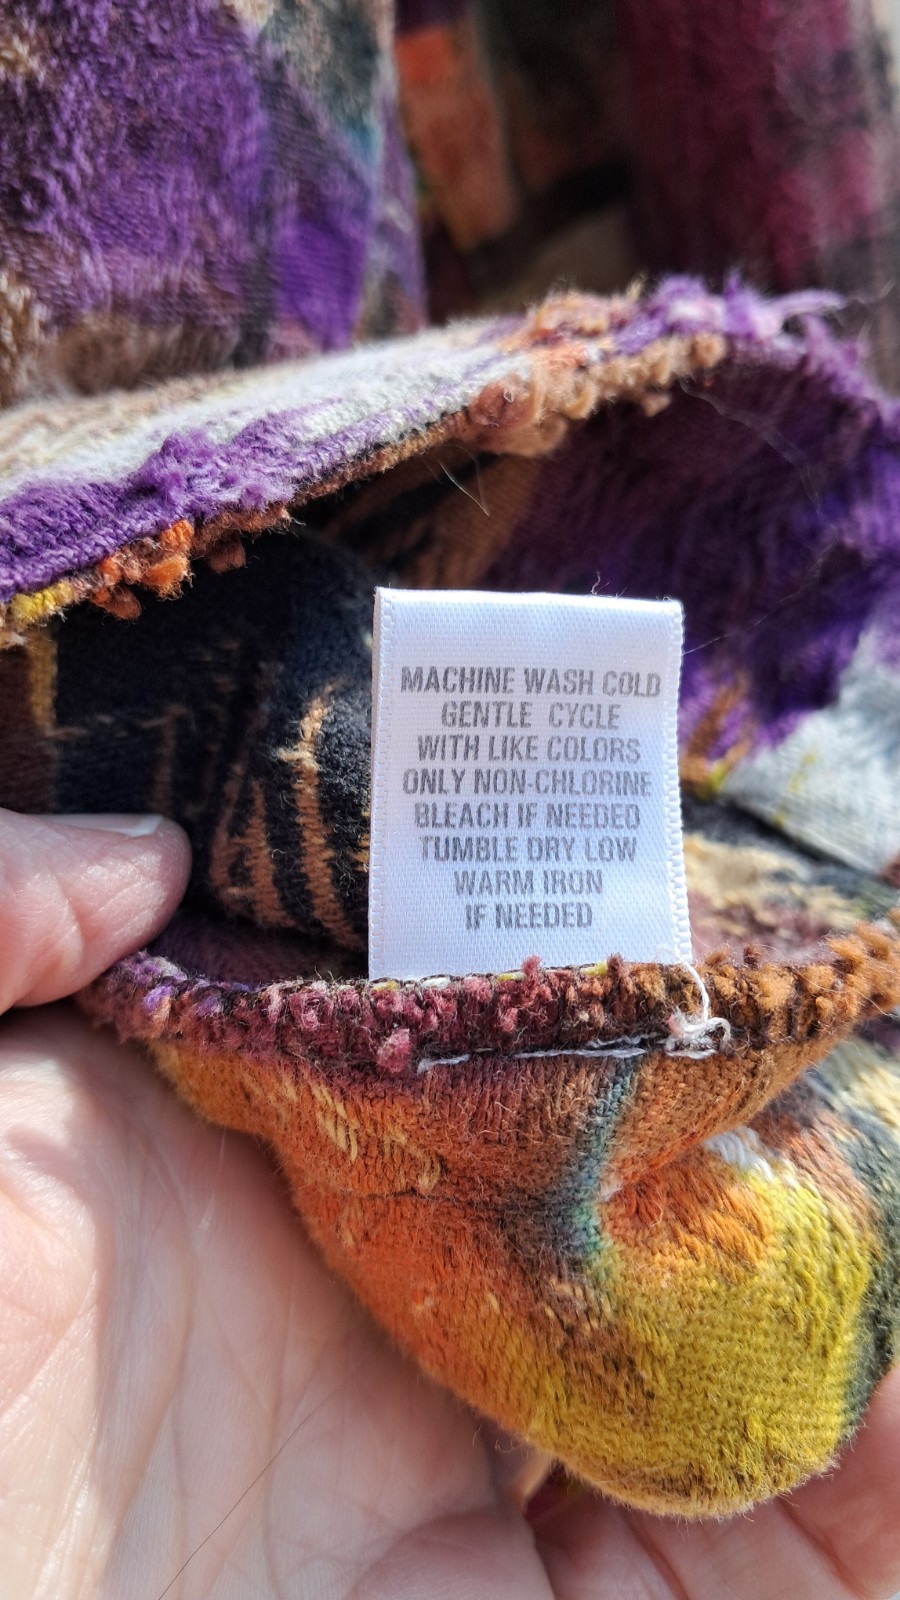 MACHINE WASH COLD
GENTLE CYCLE
WITH LIKE COLORS
ONLY NON-CHLORINE
BLEACH IF NEEDED
TUMBLE DRY LOW
WARM IRON
IF NEEDED